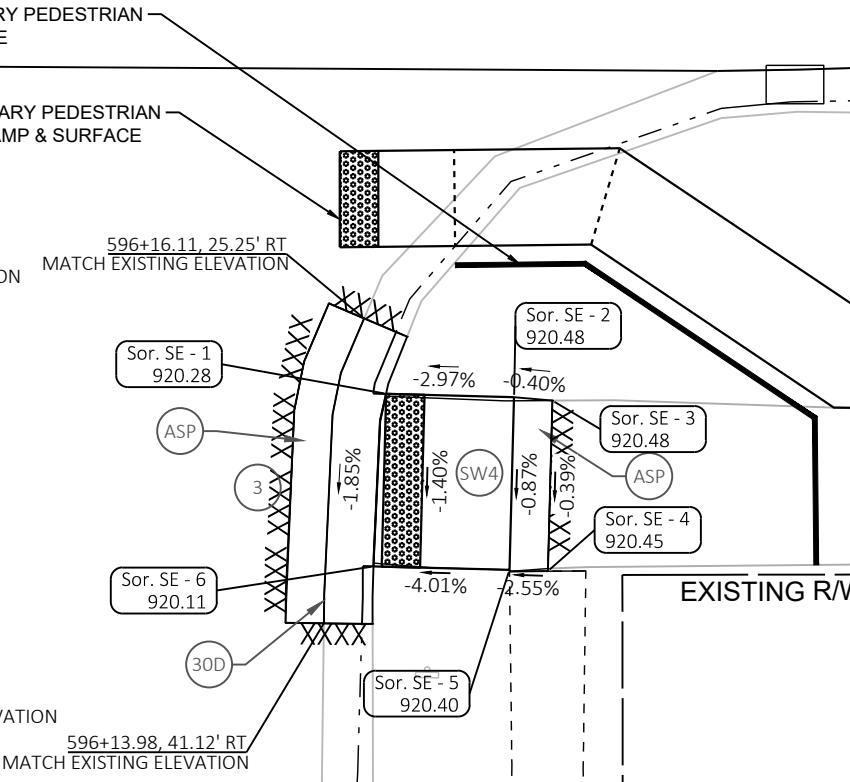 RY PEDESTRIAN
E
ARY PEDESTRIAN
AMP & SURFACE
596+16.11, 25.25' RT
MATCH EXISTING ELEVATION
ON
Sor. SE - 2
920.48
Sor. SE - 1
920.28
-2.97%
-0.40%
Sor. SE - 3
920.48
ASP
3
-1.85%
-1.40%
SW4
-0.87%
-0.39%
ASP
Sor. SE - 4
920.45
Sor. SE - 6
920.11
-4.01%
-2.55%
EXISTING R/W
30D
Sor. SE - 5
920.40
VATION
596+13.98, 41.12' RT
MATCH EXISTING ELEVATION